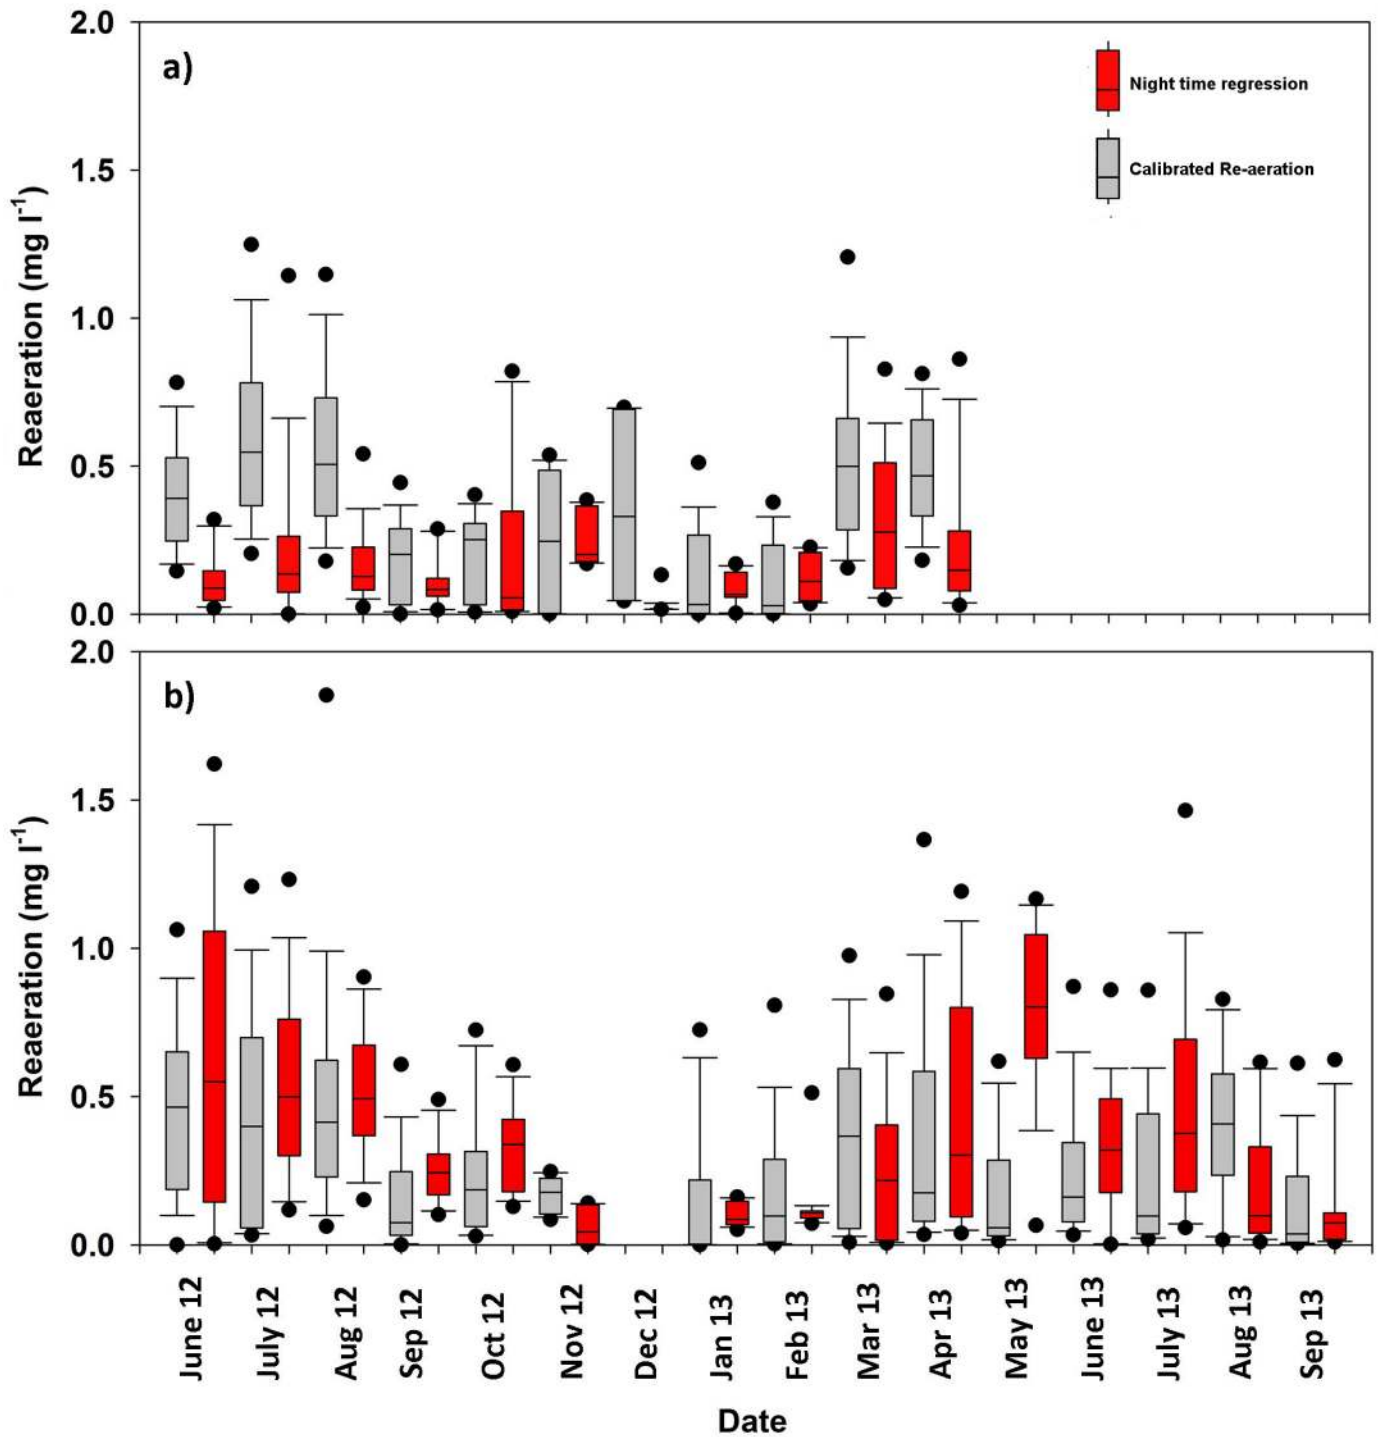 2.0
a)
Night time regression
1.5
Calibrated Re-aeration
Reaeration (mg l-1)
1.0
0.5
0.0
2.0
b)
1.5
Reaeration (mg l-1)
1.0
0.5
0.0
June 12
July 12
Aug 12
Sep 12
Oct 12
Nov 12
Dec 12
Jan 13
Feb 13
Mar 13
Apr 13
May 13
June 13
July 13
Aug 13
Sep 13
Date